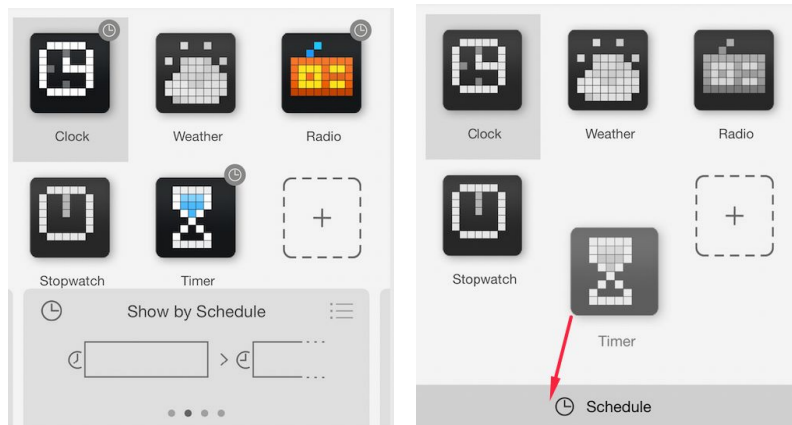 Clock
Weather
Radio
Stopwatch
Timer
Show by Schedule
Clock
Weather
Radio
Stopwatch
Timer
Schedule